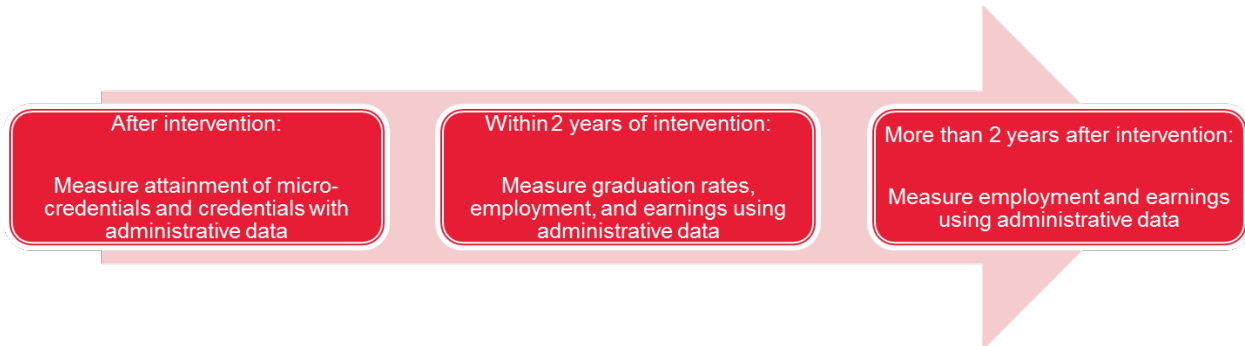 After intervention:
Measure attainment of micro-
credentials and credentials with
administrative data
Within 2 years of intervention:
Measure graduation rates,
employment, and earnings using
administrative data
More than 2 years after intervention:
Measure employment and earnings
using administrative data